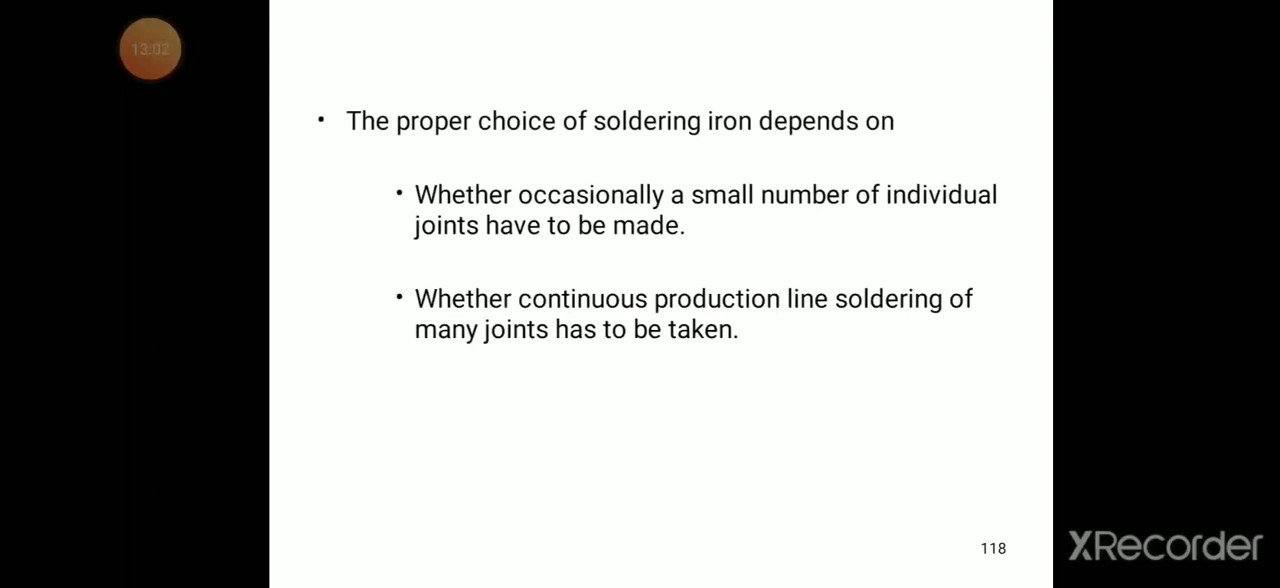 13:02
• The proper choice of soldering iron depends on
• Whether occasionally a small number of individual
joints have to be made.
• Whether continuous production line soldering of
many joints has to be taken.
118
XRecorder